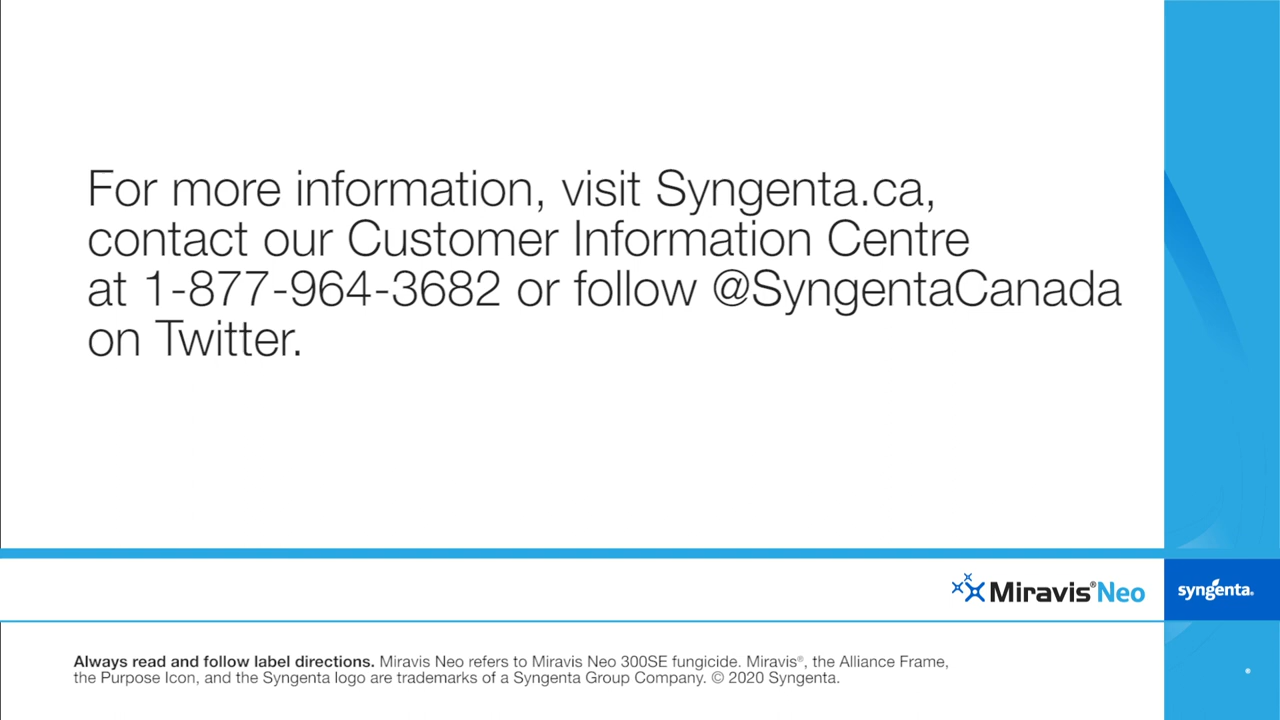 For more information, visit Syngenta.ca,
contact our Customer Information Centre
at 1-877-964-3682 or follow @SyngentaCanada
on Twitter.
Miravis® Neo
syngenta.
Always read and follow label directions. Miravis Neo refers to Miravis Neo 300SE fungicide. Miravis®, the Alliance Frame,
the Purpose Icon, and the Syngenta logo are trademarks of a Syngenta Group Company. © 2020 Syngenta.